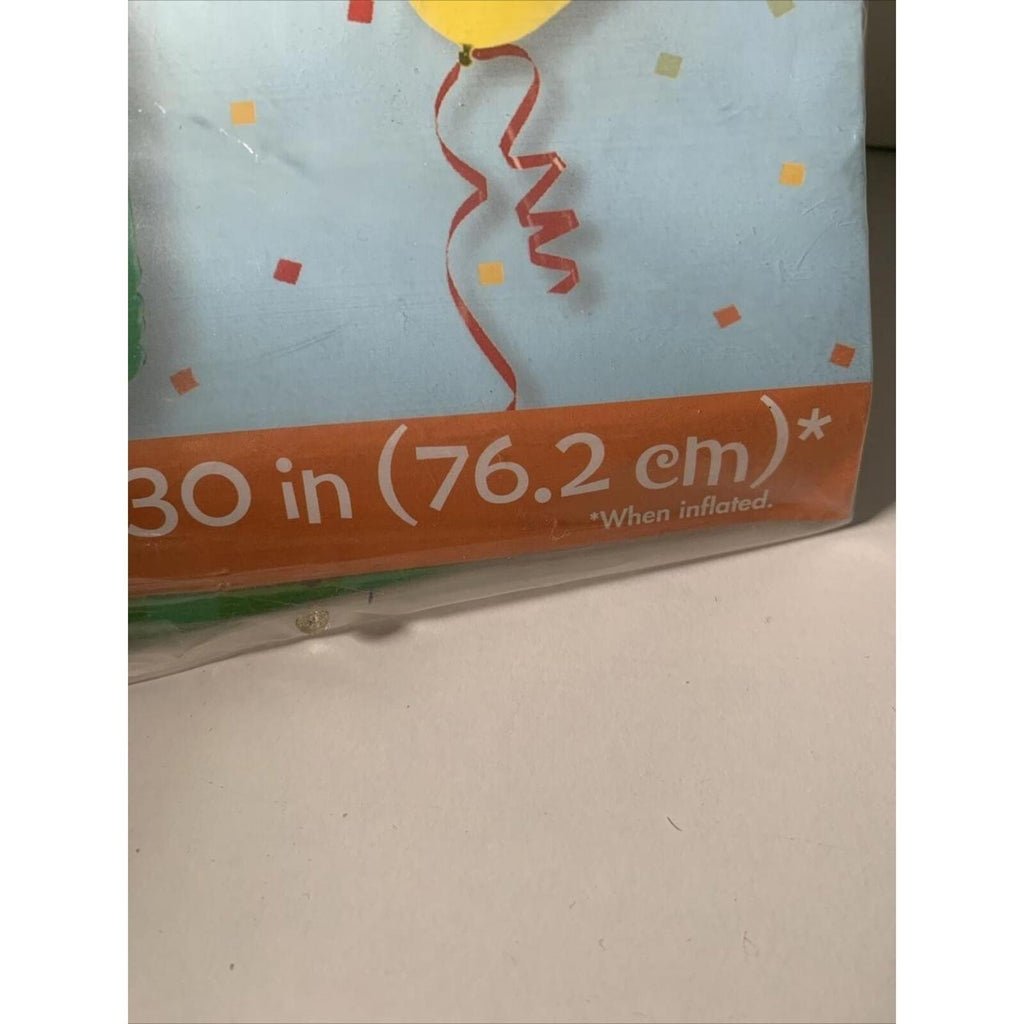 30 in (76.2 cm)*
*When inflated.